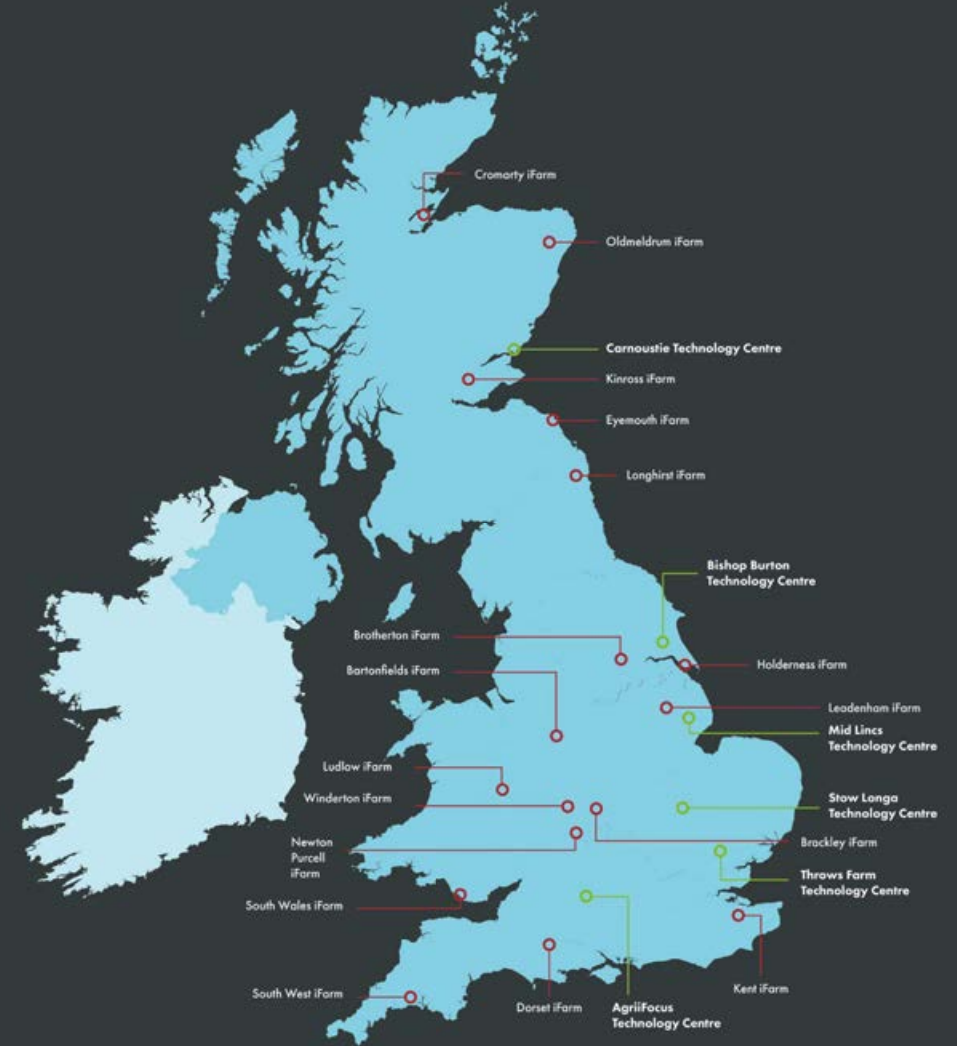 Cromarty iFarm
Oldmeldrum iFarm
Carnoustie Technology Centre
Kinross iFarm
Eyemouth iFarm
Longhirst iFarm
Bishop Burton
Technology Centre
Brotherton iFarm
Holderness iFarm
Bartonfields iFarm
Leadenham iFarm
Mid Lincs
Technology Centre
Ludlow iFarm
Winderton iFarm
Stow Longa
Technology Centre
Newton
Purcell
iFarm
Brackley iFarm
Throws Farm
Technology Centre
South Wales iFarm
South West iFarm
Dorset iFarm
AgriiFocus
Technology Centre
Kent iFarm